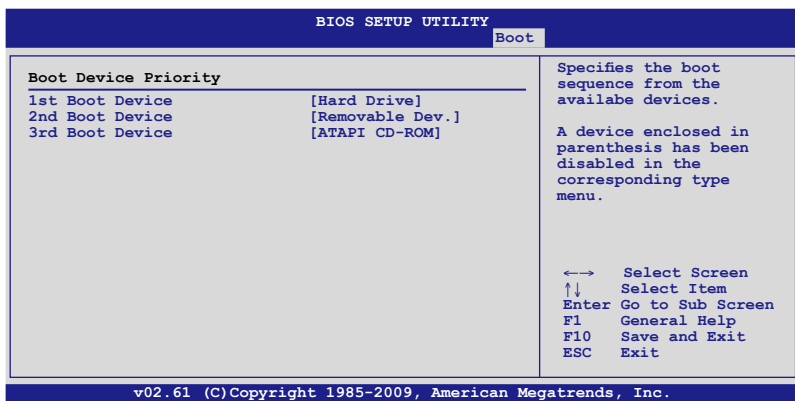 BIOS SETUP UTILITY
Boot
Boot Device Priority
1st Boot Device [Hard Drive]
2nd Boot Device [Removable Dev.]
3rd Boot Device [ATAPI CD-ROM]
Specifies the boot
sequence from the
availabe devices.
A device enclosed in
parenthesis has been
disabled in the
corresponding type
menu.
←→ Select Screen
↑↓ Select Item
Enter Go to Sub Screen
F1 General Help
F10 Save and Exit
ESC Exit
v02.61 (C)Copyright 1985-2009, American Megatrends, Inc.